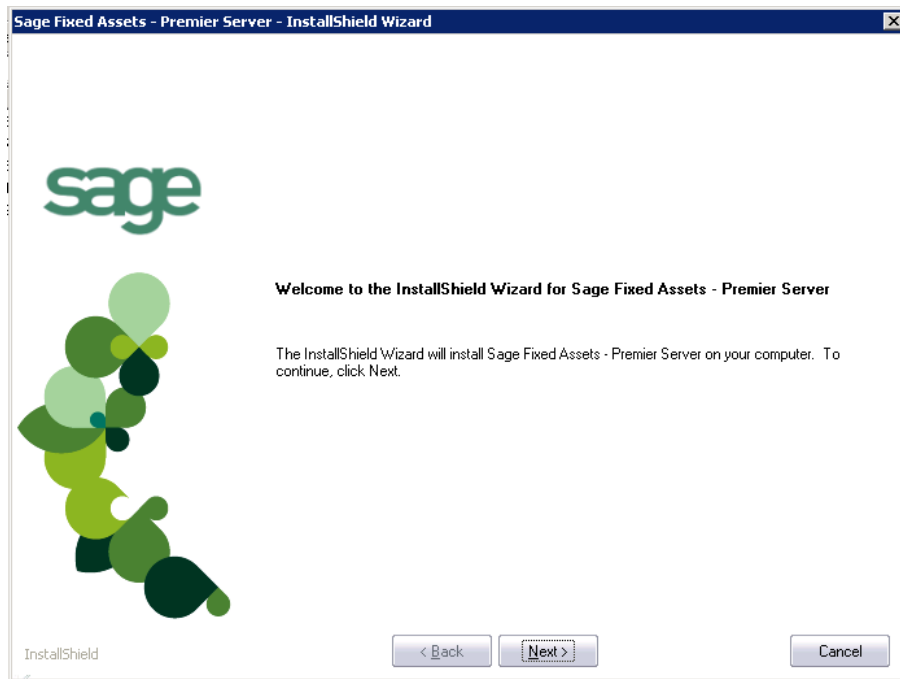 Sage Fixed Assets - Premier Server - InstallShield Wizard
sage
Welcome to the InstallShield Wizard for Sage Fixed Assets - Premier Server
The InstallShield Wizard will install Sage Fixed Assets - Premier Server on your computer.  To
continue, click Next.
InstallShield
< Back
Next >
Cancel